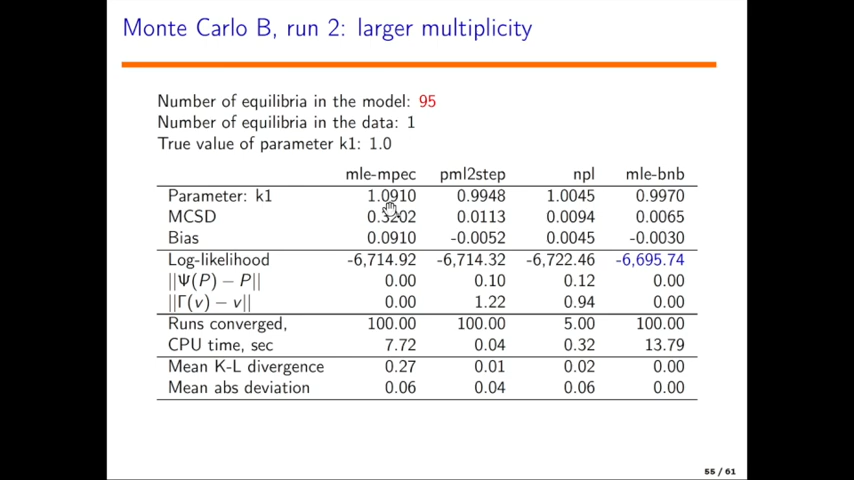 Monte Carlo B, run 2: larger multiplicity
Number of equilibria in the model: 95
Number of equilibria in the data: 1
True value of parameter k1: 1.0
mle-mpec pml2step npl mle-bnb
Parameter: k1 1.0910 0.9948 1.0045 0.9970
MCSD 0.3202 0.0113 0.0094 0.0065
Bias 0.0910 -0.0052 0.0045 -0.0030
Log-likelihood -6,714.92 -6,714.32 -6,722.46 -6,695.74
||Ψ(P) − P|| 0.00 0.10 0.12 0.00
||Γ(v) − v|| 0.00 1.22 0.94 0.00
Runs converged, 100.00 100.00 5.00 100.00
CPU time, sec 7.72 0.04 0.32 13.79
Mean K-L divergence 0.27 0.01 0.02 0.00
Mean abs deviation 0.06 0.04 0.06 0.00
55 / 61